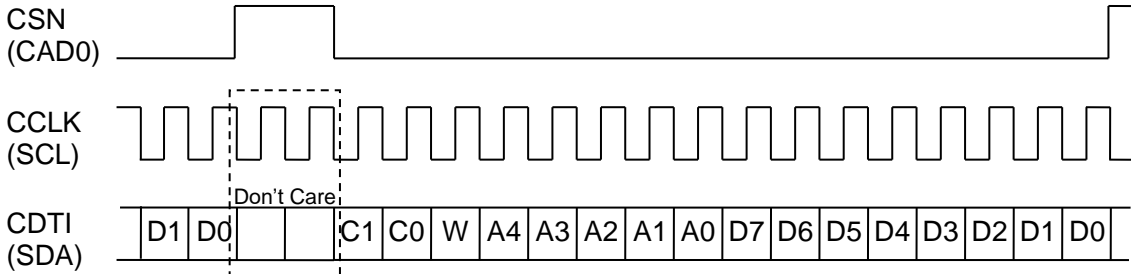 CSN
(CAD0)
CCLK
(SCL)
Don't Care
CDTI
(SDA)
D1 D0 C1 C0 W A4 A3 A2 A1 A0 D7 D6 D5 D4 D3 D2 D1 D0